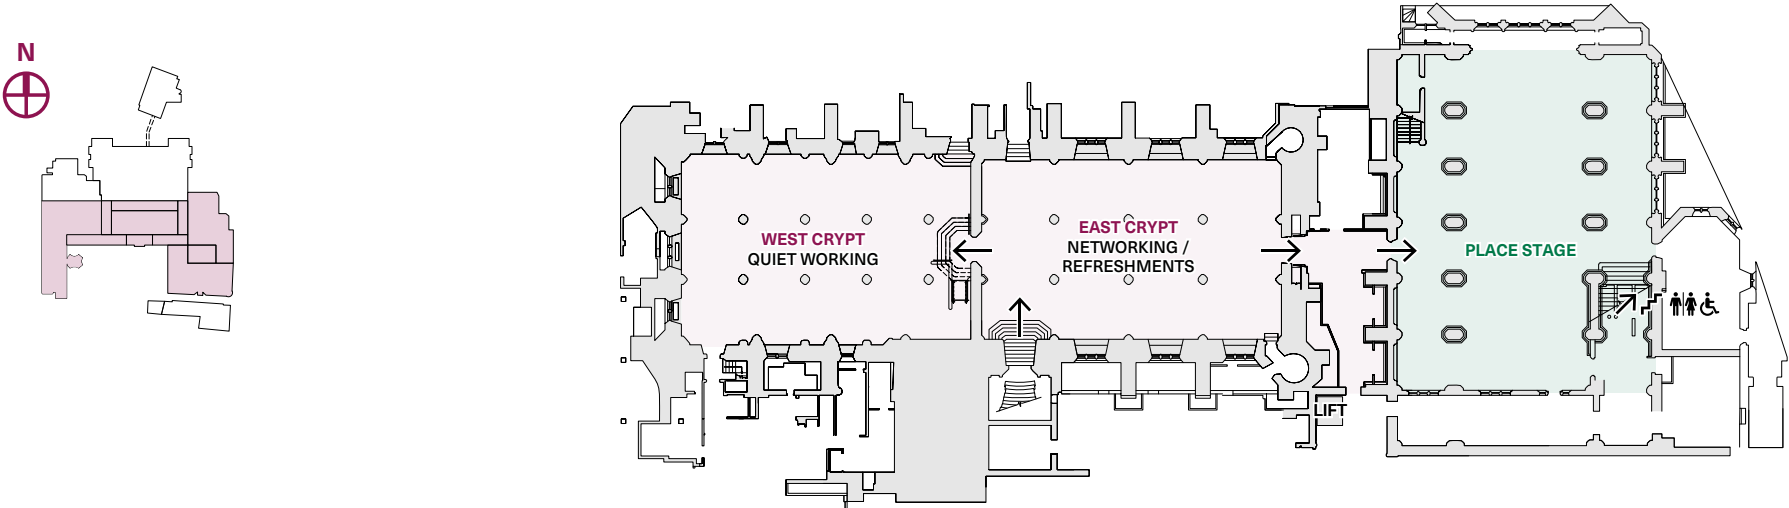 N
WEST CRYPT
QUIET WORKING
EAST CRYPT
NETWORKING /
REFRESHMENTS
PLACE STAGE
LIFT